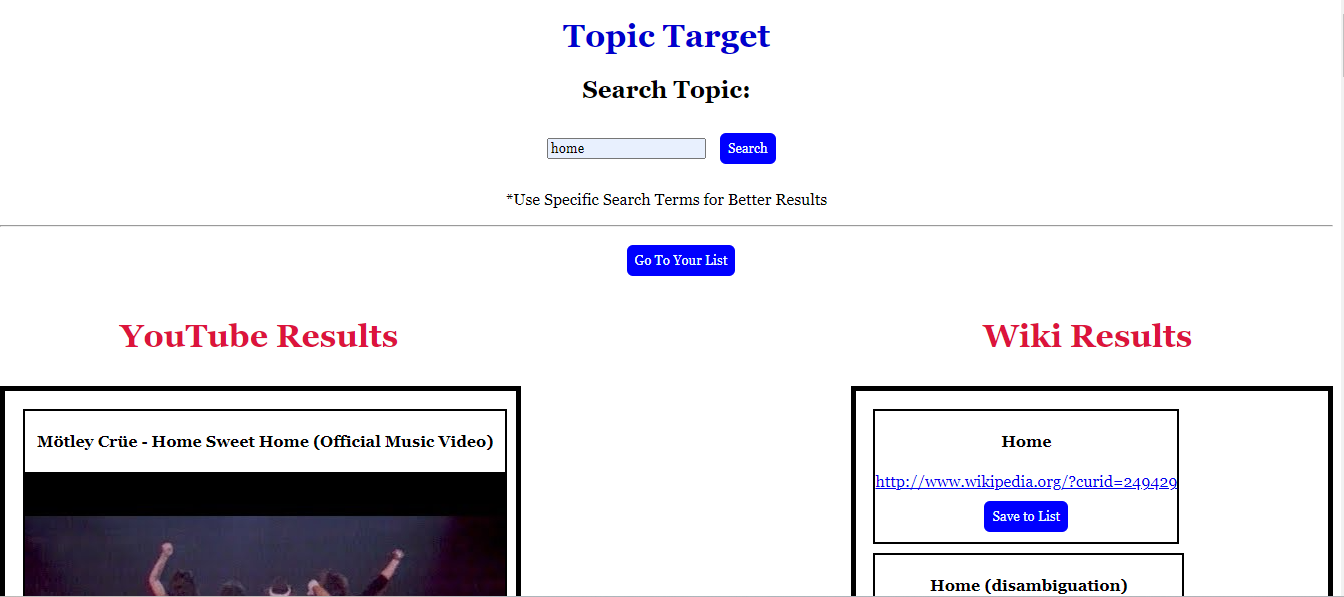 Topic Target
Search Topic:
home Search
*Use Specific Search Terms for Better Results
Go To Your List
YouTube Results
Mötley Crüe - Home Sweet Home (Official Music Video)
Wiki Results
Home
http://www.wikipedia.org/?curid=249429
Save to List
Home (disambiguation)